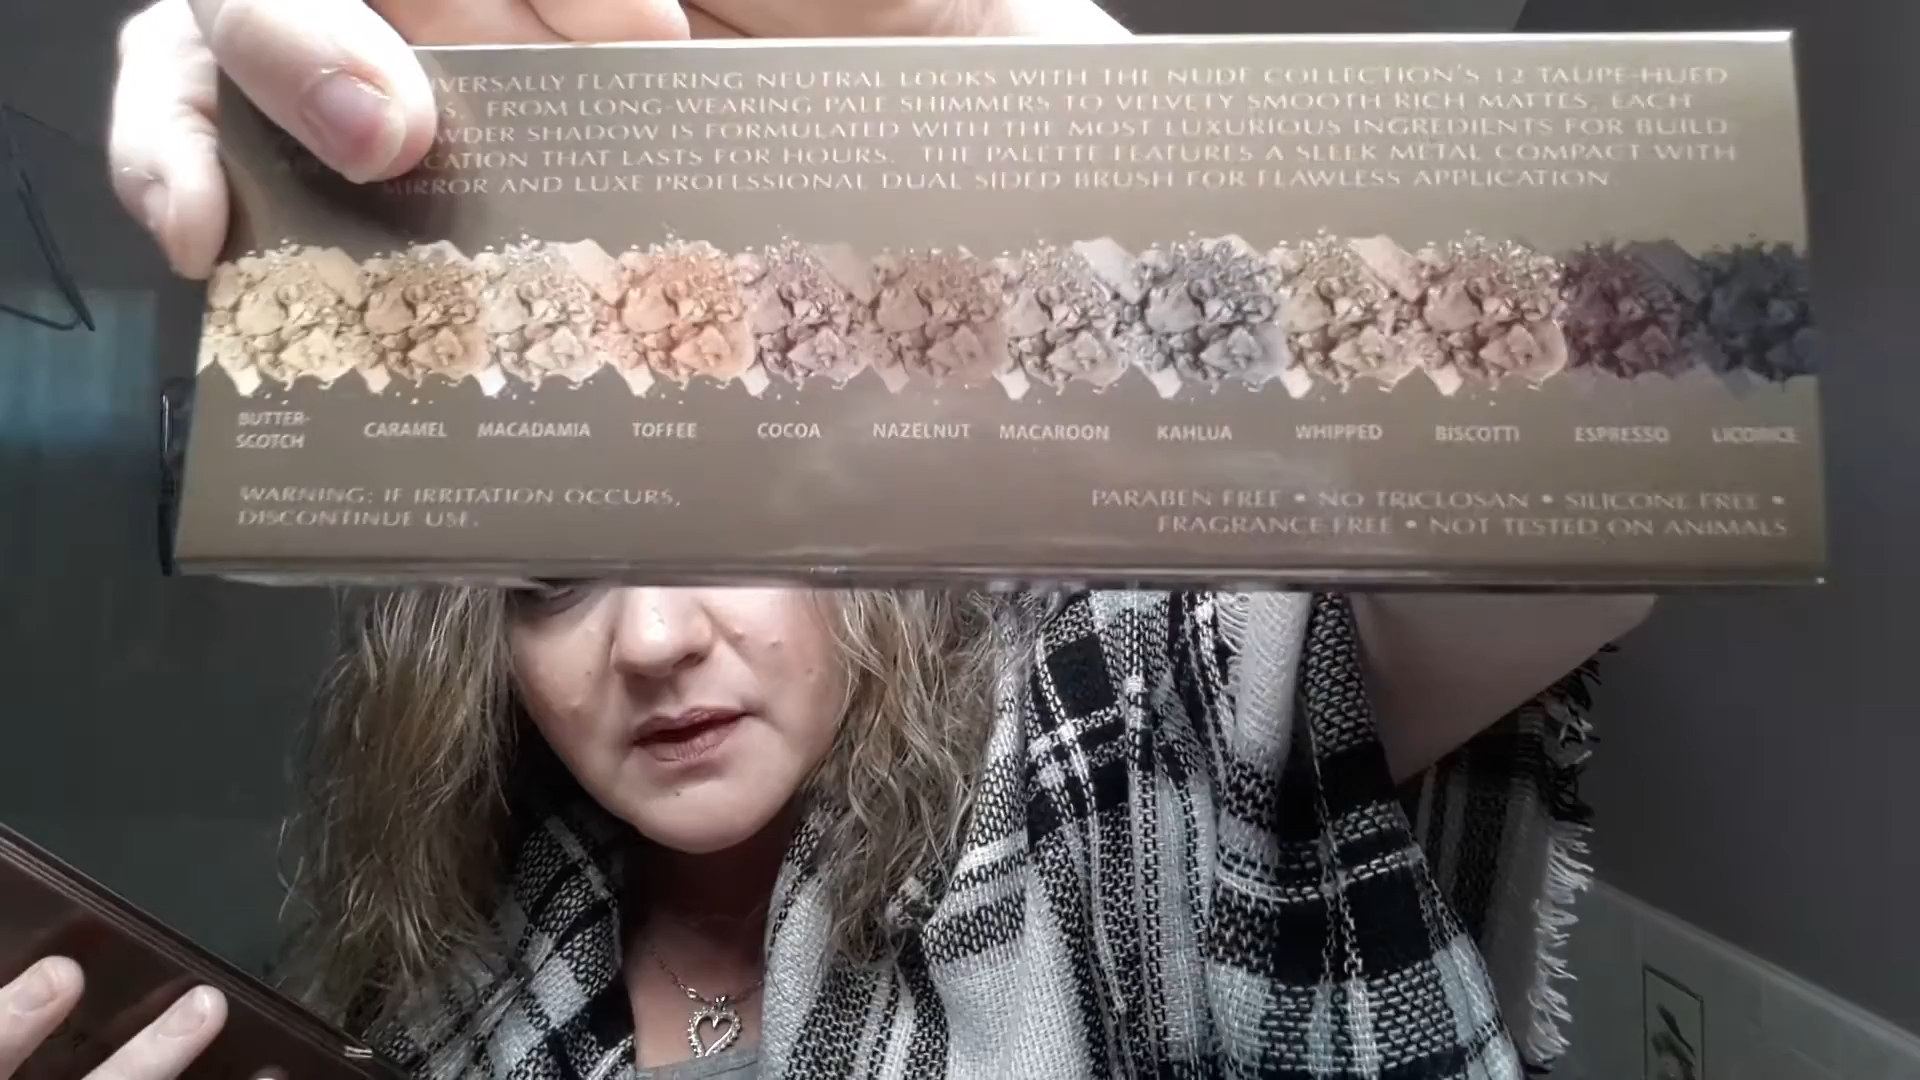 FLATTERING NEUTRAL LOOKS WITH THE NUDE COLLECTION'S 12 TAUPE-HUED
FROM LONG-WEARING PALE SHIMMERS TO VELVETY SMOOTH RICH MATTES, EACH
SHADOW IS FORMULATED WITH THE MOST LUXURIOUS INGREDIENTS FOR BUILD-
THAT LASTS FOR HOURS. THE PALETTE FEATURES A SLEEK METAL COMPACT WITH
MIRROR AND LUXE PROFESSIONAL DUAL SIDED BRUSH FOR FLAWLESS APPLICATION.
BUTTER-
SCOTCH
CARAMEL
MACADAMIA
TOFFEE
COCOA
NAZELNUT
MACAROON
KAHLUA
WHIPPED
BISCOTTI
ESPRESSO
LICORICE
WARNING: IF IRRITATION OCCURS,
DISCONTINUE USE.
PARABEN FREE • NO TRICLOSAN • SILICONE FREE •
FRAGRANCE FREE • NOT TESTED ON ANIMALS